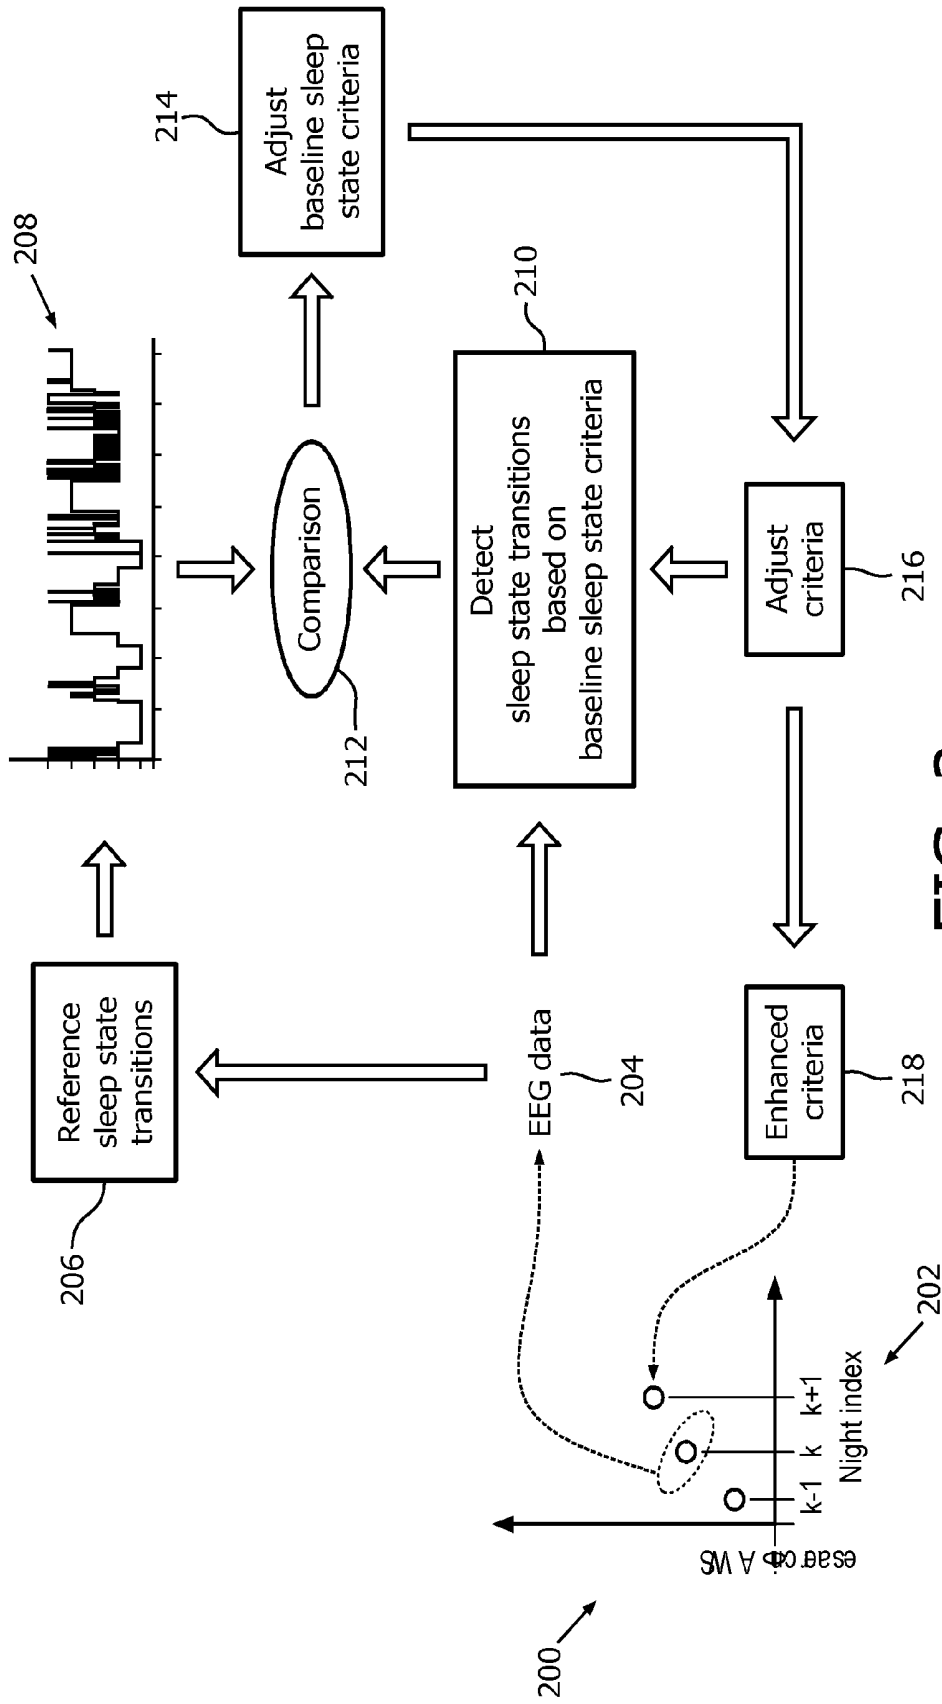 208
206
Reference
sleep state
transitions
214
Adjust
baseline sleep
state criteria
212
Comparison
210
Detect
sleep state transitions
based on
baseline sleep state criteria
EEG data
204
200
k-1
k
k+1
Night index
202
Enhanced
criteria
218
Adjust
criteria
216